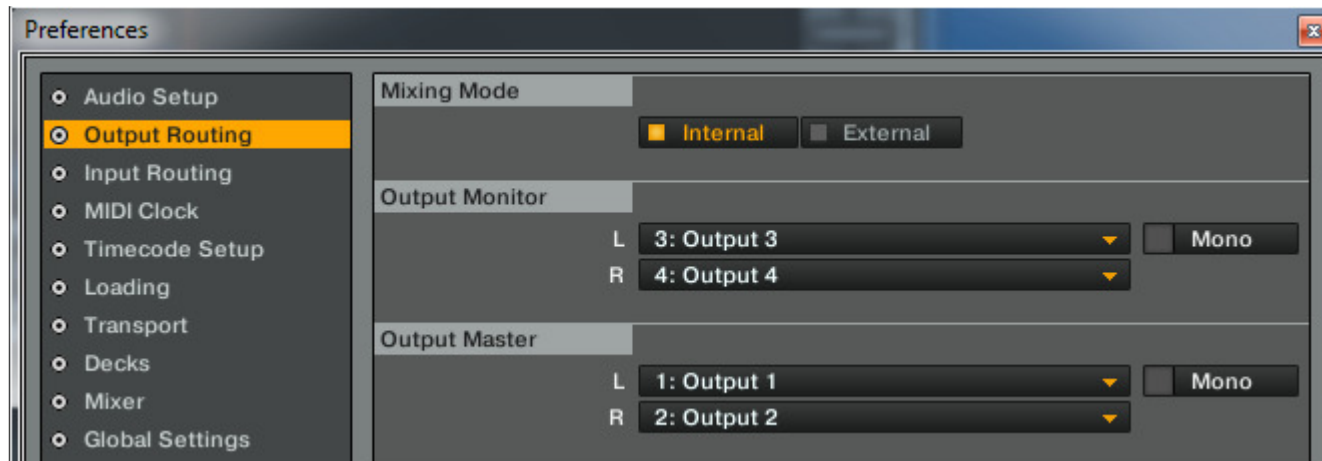 Preferences
Audio Setup
Output Routing
Input Routing
MIDI Clock
Timecode Setup
Loading
Transport
Decks
Mixer
Global Settings
Mixing Mode
Internal External
Output Monitor
L 3: Output 3 Mono
R 4: Output 4
Output Master
L 1: Output 1 Mono
R 2: Output 2